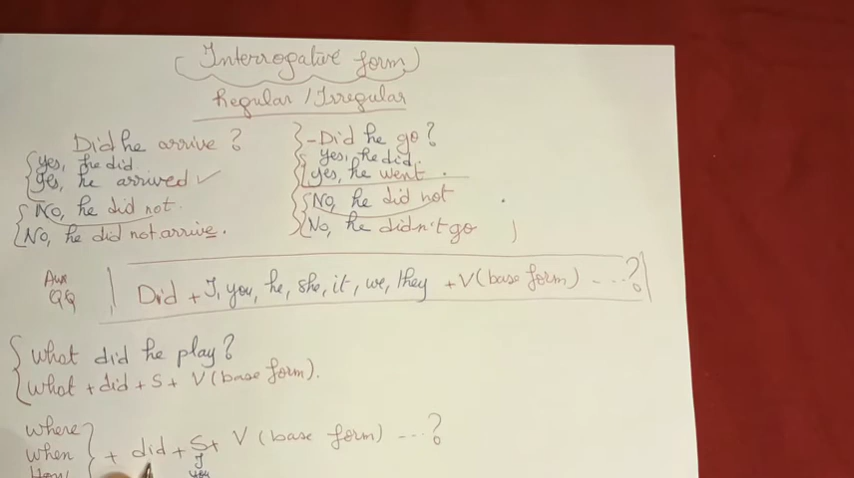 Interrogative form
Regular / Irregular
Did he arrive ?
yes, he did
yes, he arrived ✓
No, he did not.
No, he did not arrive.
- Did he go ?
yes, he did.
yes, he went.
No, he did not
No, he didn't go
Aux
Did + I, you, he, she, it, we, they + V (base form) ---- ?
what did he play ?
what + did + S + V (base form).
where
when
How
+ did + S + V (base form) ---- ?
I
you